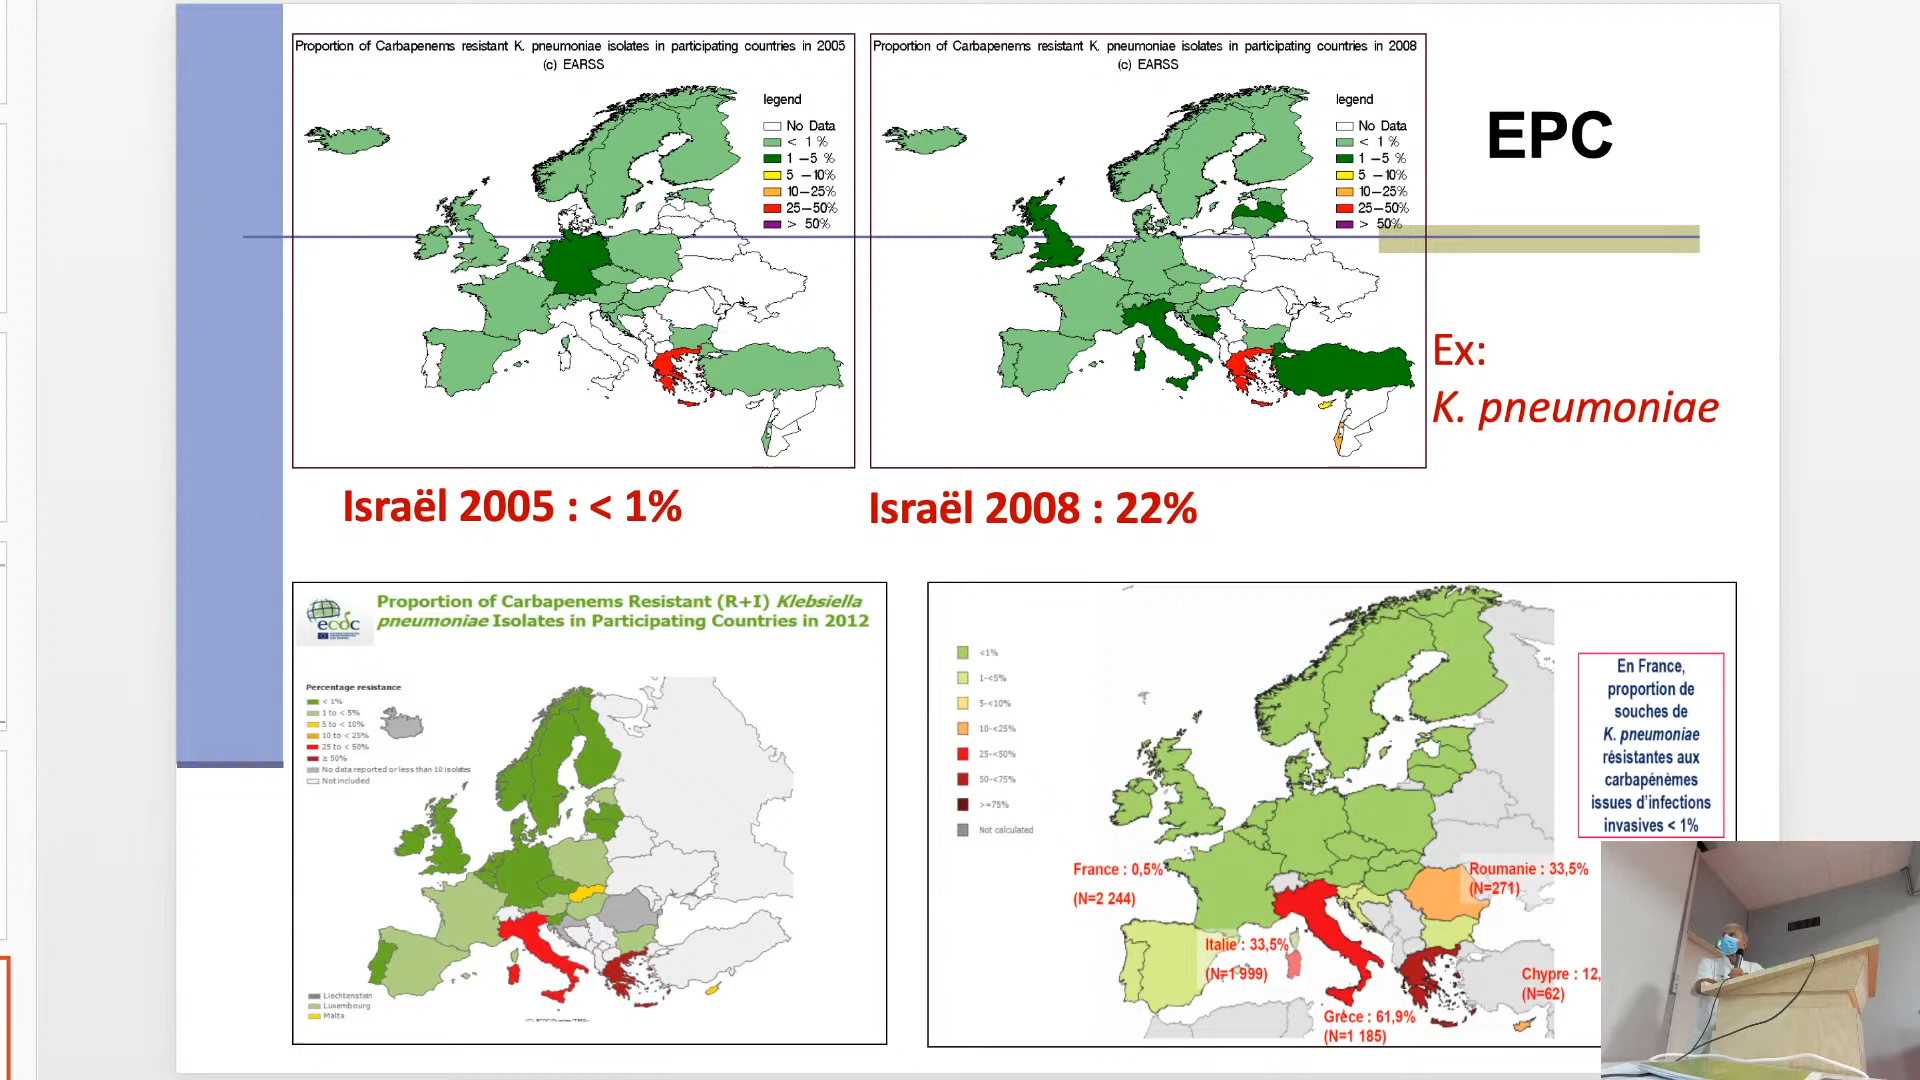 Proportion of Carbapenems resistant K. pneumoniae isolates in participating countries in 2005
(c) EARSS
legend
No Data
< 1 %
1 –5 %
5 –10%
10–25%
25–50%
> 50%
Proportion of Carbapenems resistant K. pneumoniae isolates in participating countries in 2008
(c) EARSS
legend
No Data
< 1 %
1 –5 %
5 –10%
10–25%
25–50%
> 50%
EPC
Ex:
K. pneumoniae
Israël 2005 : < 1%
Israël 2008 : 22%
ecdc
Proportion of Carbapenems Resistant (R+I) Klebsiella
pneumoniae Isolates in Participating Countries in 2012
Percentage resistance
< 1%
1 to < 5%
5 to < 10%
10 to < 25%
25 to < 50%
≥ 50%
No data reported or less than 10 isolates
Not included
Liechtenstein
Luxembourg
Malta
<1%
1-<5%
5-<10%
10-<25%
25-<50%
50-<75%
>=75%
Not calculated
En France,
proportion de
souches de
K. pneumoniae
résistantes aux
carbapénèmes
issues d'infections
invasives < 1%
France : 0,5%
(N=2 244)
Roumanie : 33,5%
(N=271)
Italie : 33,5%
(N=1 999)
Chypre : 12,
(N=62)
Grèce : 61,9%
(N=1 185)